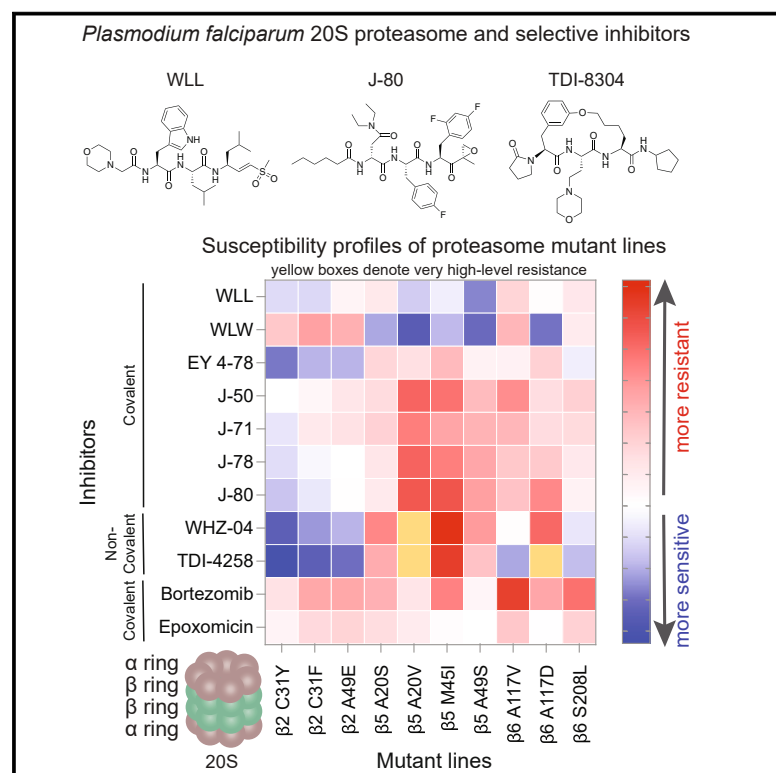 Plasmodium falciparum 20S proteasome and selective inhibitors
WLL
J-80
TDI-8304
O
N
O
N
H
NH
O
H
N
N
H
O
S
O
O
N
O
O
N
H
H
N
O
N
H
F
F
O
O
F
O
O
N
O
H
N
O
N
H
O
H
N
N
O
Susceptibility profiles of proteasome mutant lines
yellow boxes denote very high-level resistance
Inhibitors
Covalent
Non-
Covalent
Covalent
WLL
WLW
EY 4-78
J-50
J-71
J-78
J-80
WHZ-04
TDI-4258
Bortezomib
Epoxomicin
more resistant
more sensitive
α ring
β ring
β ring
α ring
20S
β2 C31Y
β2 C31F
β2 A49E
β5 A20S
β5 A20V
β5 M45I
β5 A49S
β6 A117V
β6 A117D
β6 S208L
Mutant lines